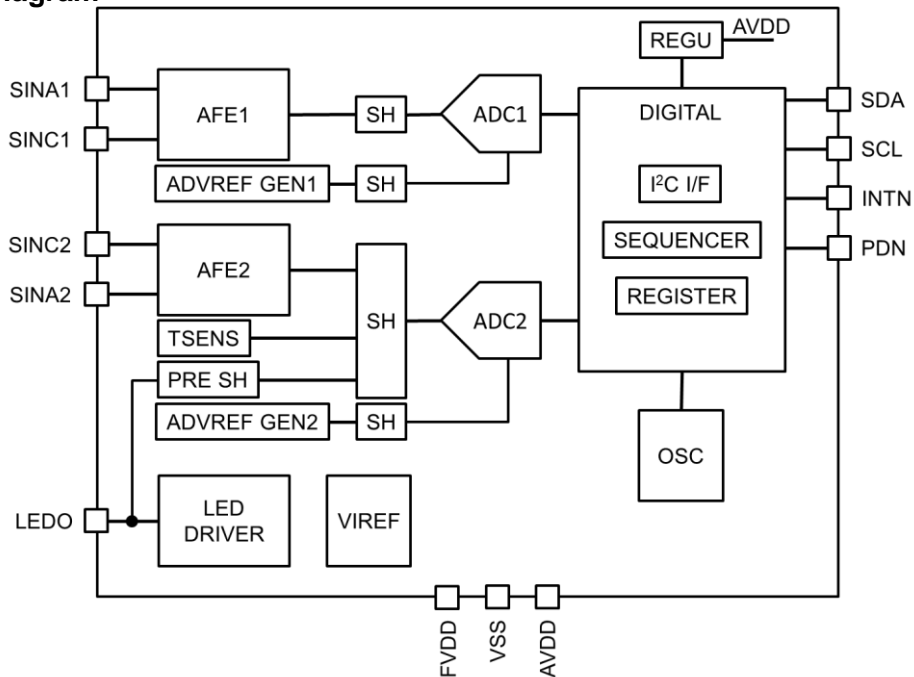 REGU
AVDD
SINA1
AFE1
SH
ADC1
DIGITAL
SDA
SINC1
SCL
ADVREF GEN1
SH
I²C I/F
INTN
SINC2
AFE2
SEQUENCER
PDN
SINA2
SH
ADC2
REGISTER
TSENS
PRE SH
ADVREF GEN2
SH
OSC
LEDO
LED
DRIVER
VIREF
FVDD
VSS
AVDD